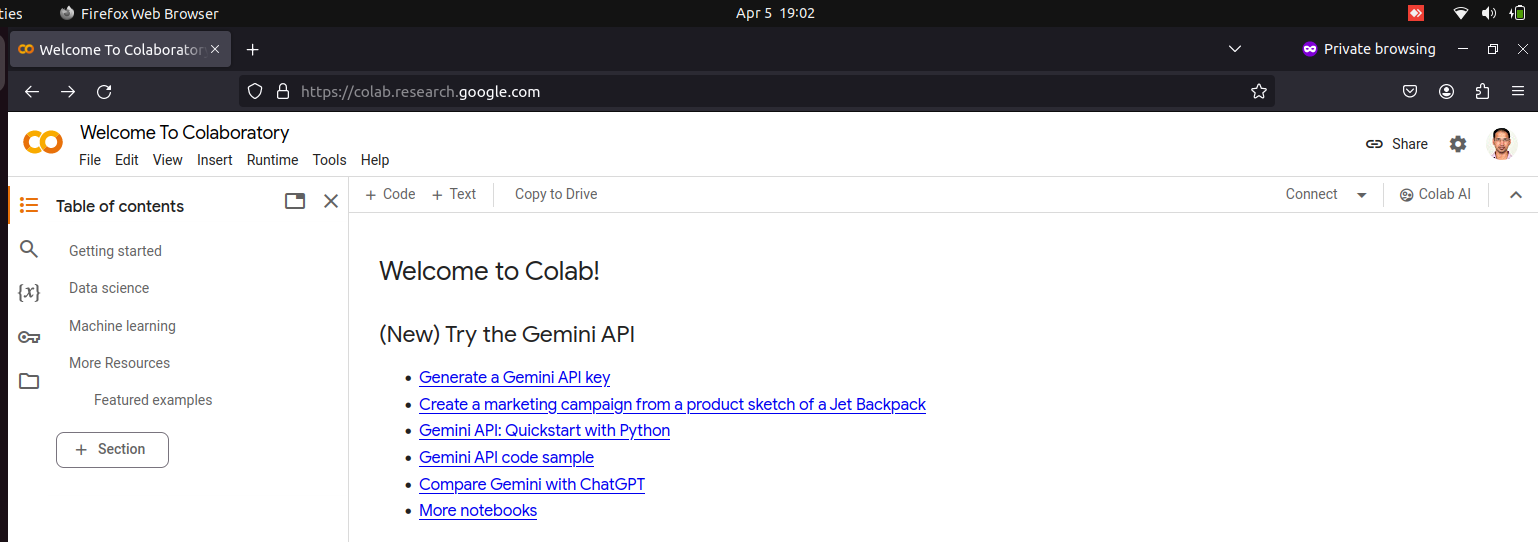 ties Firefox Web Browser Apr 5 19:02
Welcome To Colaboratory Private browsing
https://colab.research.google.com
Welcome To Colaboratory
File Edit View Insert Runtime Tools Help Share
Table of contents + Code + Text Copy to Drive Connect Colab AI
Getting started
{x} Data science
Machine learning
More Resources
Featured examples
+ Section
Welcome to Colab!
(New) Try the Gemini API
• Generate a Gemini API key
• Create a marketing campaign from a product sketch of a Jet Backpack
• Gemini API: Quickstart with Python
• Gemini API code sample
• Compare Gemini with ChatGPT
• More notebooks